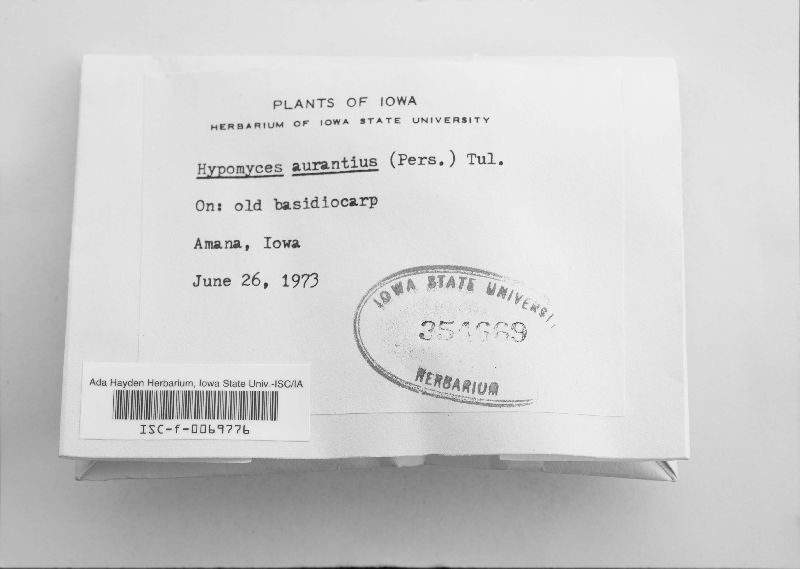 PLANTS OF IOWA
HERBARIUM OF IOWA STATE UNIVERSITY
Hypomyces aurantius (Pers.) Tul.
On: old basidiocarp
Amana, Iowa
June 26, 1973
IOWA STATE UNIVERSI
354669
HERBARIUM
Ada Hayden Herbarium, Iowa State Univ.-ISC/IA
ISC-f-0069776